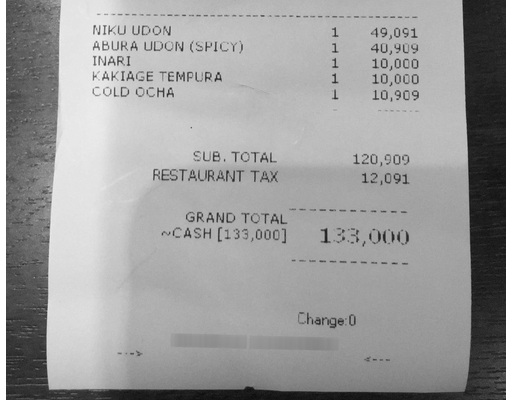 NIKU UDON 1 49,091
ABURA UDON (SPICY) 1 40,909
INARI 1 10,000
KAKIAGE TEMPURA 1 10,000
COLD OCHA 1 10,909
SUB. TOTAL 120,909
RESTAURANT TAX 12,091
GRAND TOTAL
~CASH [133,000] 133,000
Change:0
---> <---